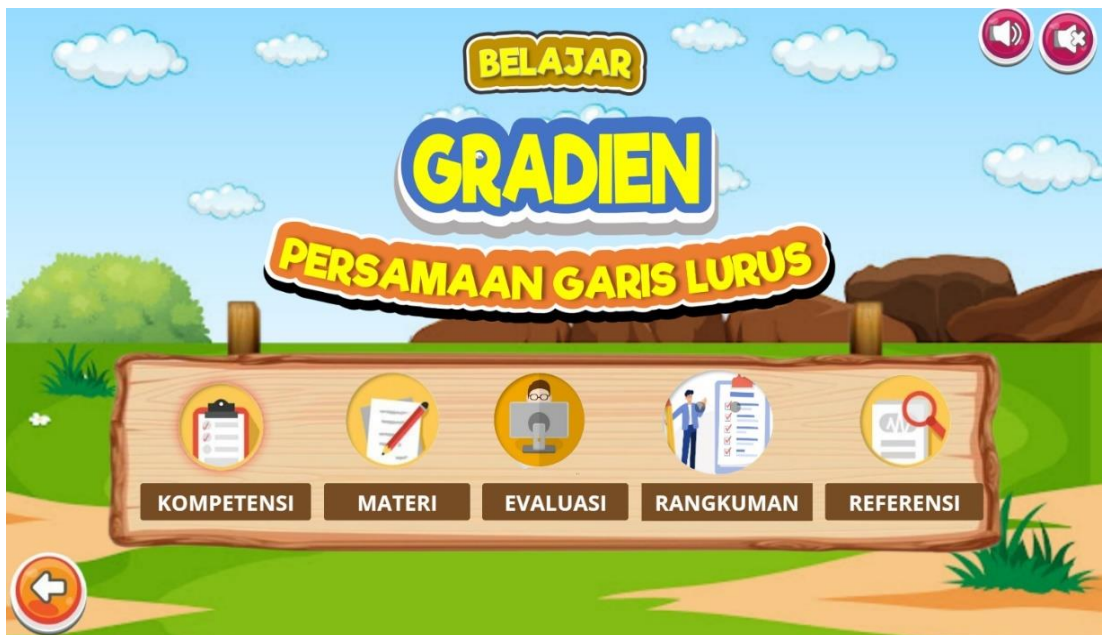 BELAJAR
GRADIEN
PERSAMAAN GARIS LURUS
KOMPETENSI
MATERI
EVALUASI
RANGKUMAN
REFERENSI